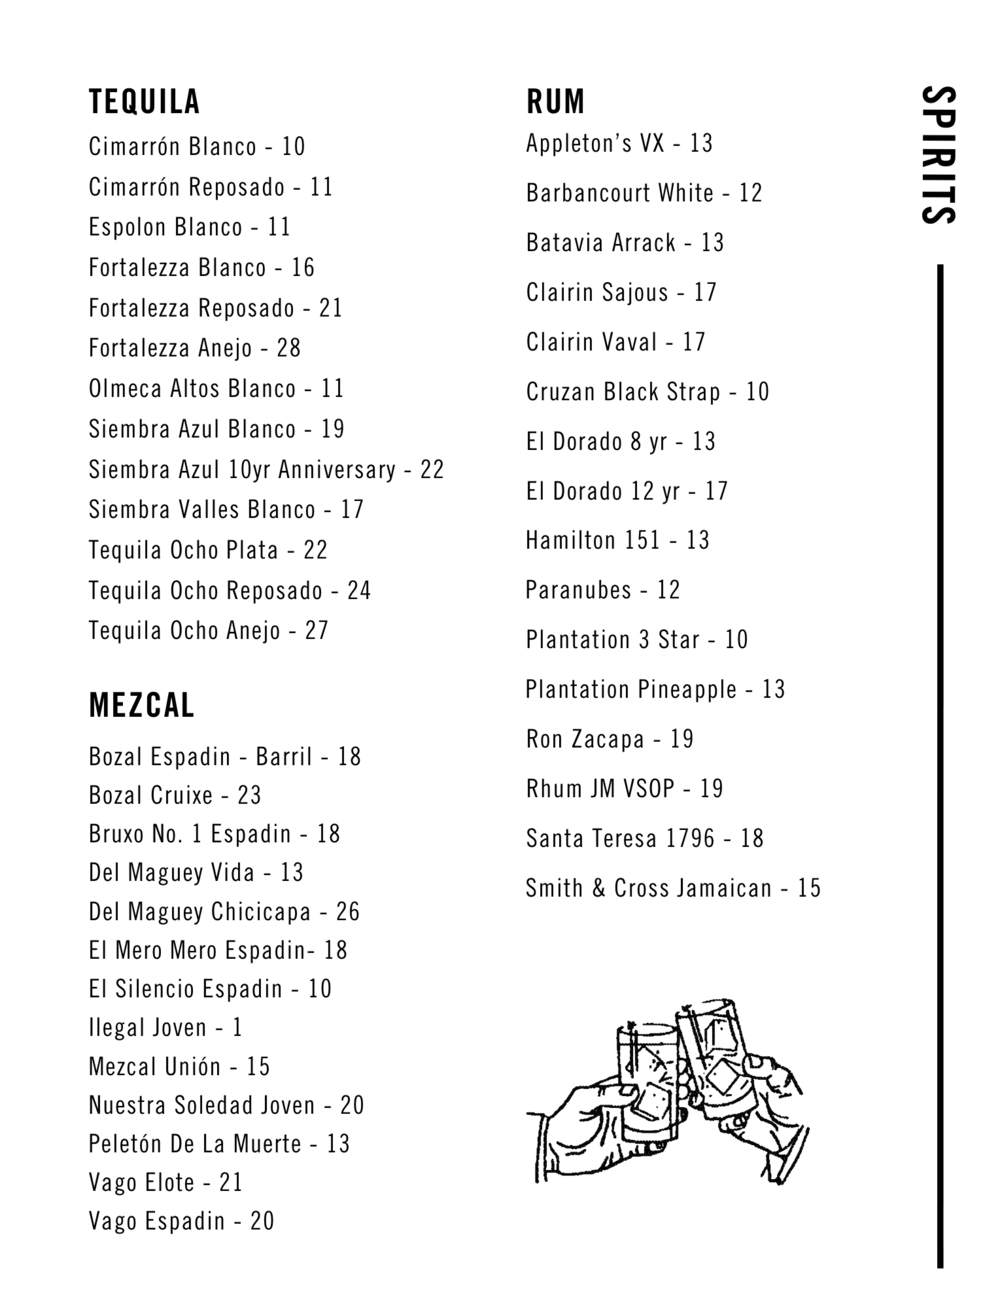 SPIRITS
TEQUILA
Cimarrón Blanco - 10
Cimarrón Reposado - 11
Espolon Blanco - 11
Fortalezza Blanco - 16
Fortalezza Reposado - 21
Fortalezza Anejo - 28
Olmeca Altos Blanco - 11
Siembra Azul Blanco - 19
Siembra Azul 10yr Anniversary - 22
Siembra Valles Blanco - 17
Tequila Ocho Plata - 22
Tequila Ocho Reposado - 24
Tequila Ocho Anejo - 27
MEZCAL
Bozal Espadin - Barril - 18
Bozal Cruixe - 23
Bruxo No. 1 Espadin - 18
Del Maguey Vida - 13
Del Maguey Chicicapa - 26
El Mero Mero Espadin- 18
El Silencio Espadin - 10
Ilegal Joven - 1
Mezcal Unión - 15
Nuestra Soledad Joven - 20
Peletón De La Muerte - 13
Vago Elote - 21
Vago Espadin - 20
RUM
Appleton’s VX - 13
Barbancourt White - 12
Batavia Arrack - 13
Clairin Sajous - 17
Clairin Vaval - 17
Cruzan Black Strap - 10
El Dorado 8 yr - 13
El Dorado 12 yr - 17
Hamilton 151 - 13
Paranubes - 12
Plantation 3 Star - 10
Plantation Pineapple - 13
Ron Zacapa - 19
Rhum JM VSOP - 19
Santa Teresa 1796 - 18
Smith & Cross Jamaican - 15